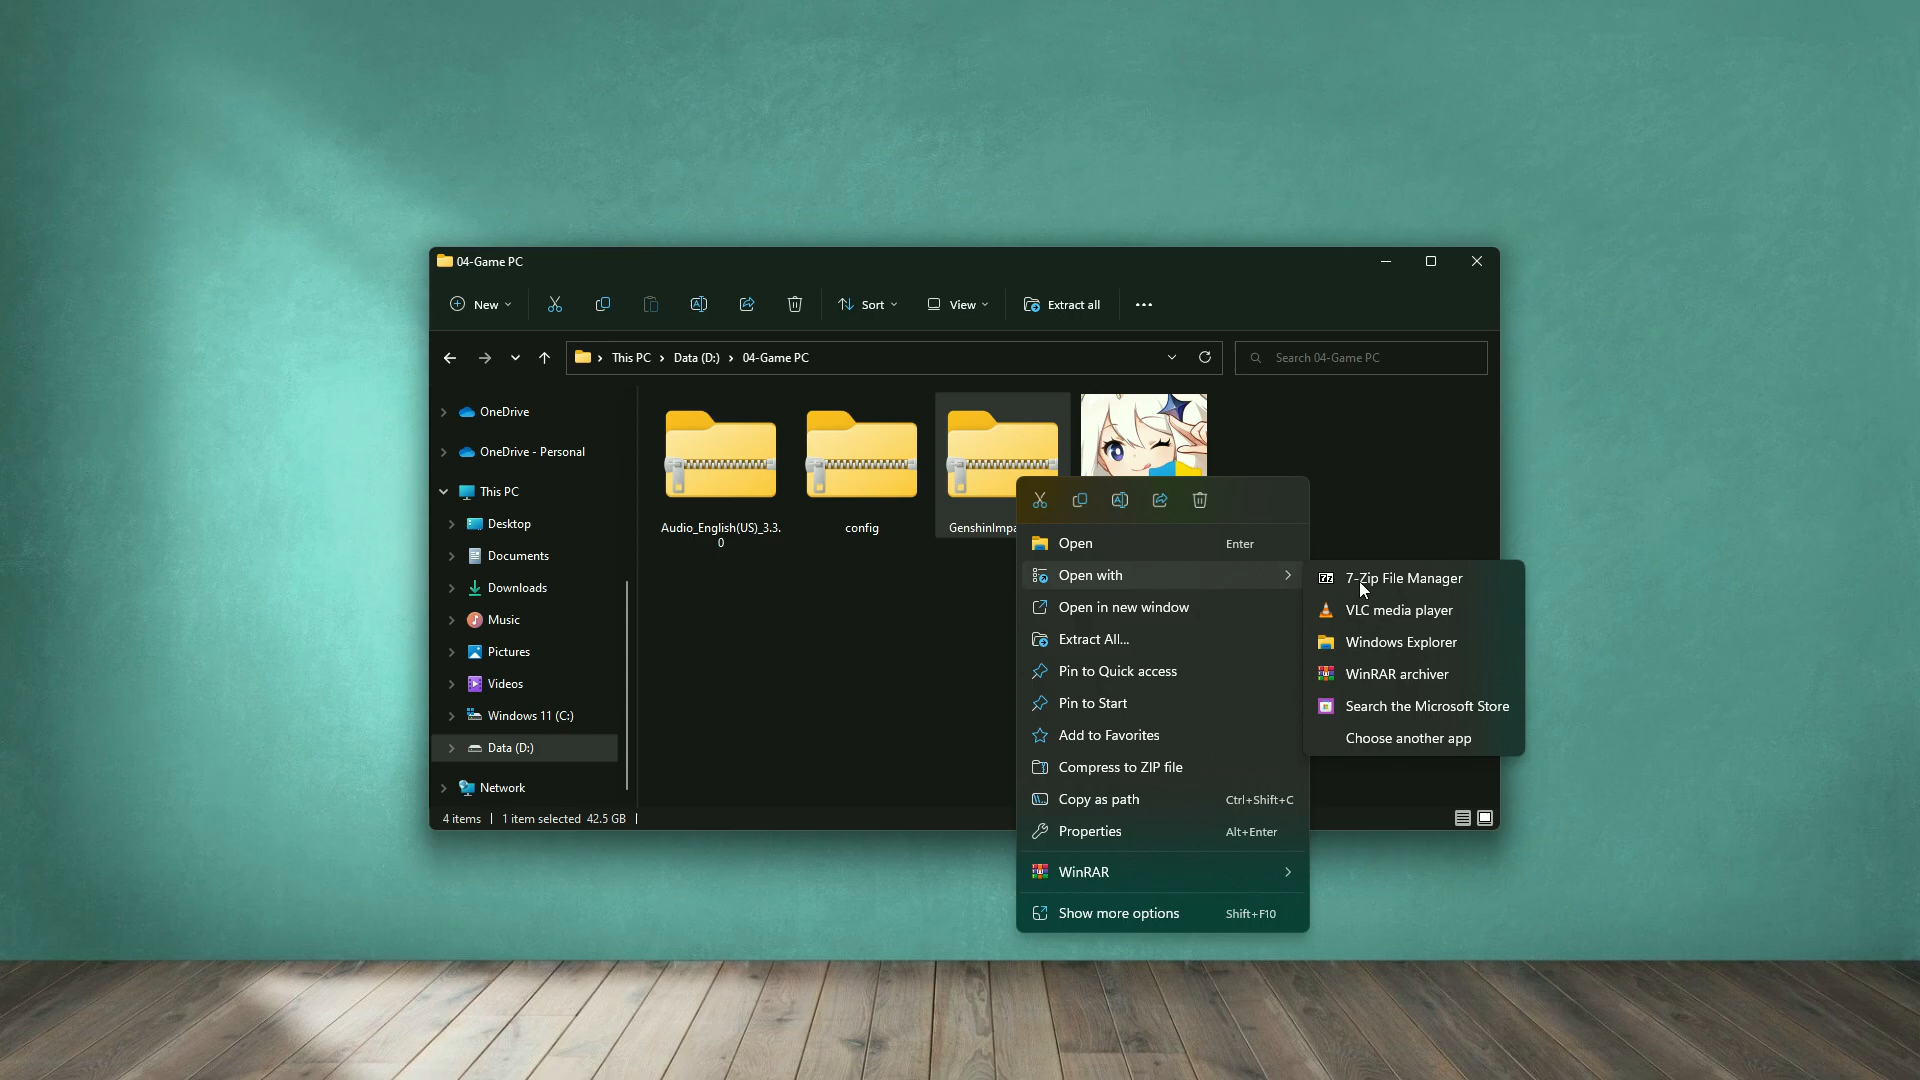 04-Game PC
New
Sort
View
Extract all
This PC
Data (D:)
04-Game PC
Search 04-Game PC
OneDrive
OneDrive - Personal
This PC
Desktop
Documents
Downloads
Music
Pictures
Videos
Windows 11 (C:)
Data (D:)
Network
Audio_English(US)_3.3.
0
config
GenshinImpa
Open Enter
Open with
Open in new window
Extract All...
Pin to Quick access
Pin to Start
Add to Favorites
Compress to ZIP file
Copy as path Ctrl+Shift+C
Properties Alt+Enter
WinRAR
Show more options Shift+F10
7-Zip File Manager
VLC media player
Windows Explorer
WinRAR archiver
Search the Microsoft Store
Choose another app
4 items 1 item selected 42.5 GB